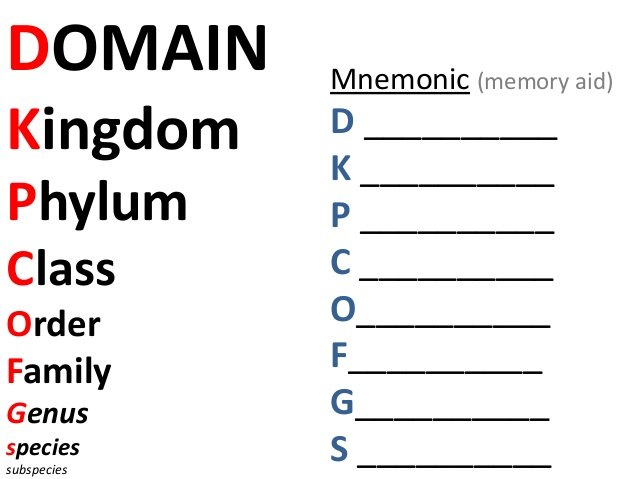 DOMAIN
Kingdom
Phylum
Class
Order
Family
Genus
species
subspecies
Mnemonic (memory aid)
D __________
K __________
P __________
C __________
O__________
F__________
G__________
S __________